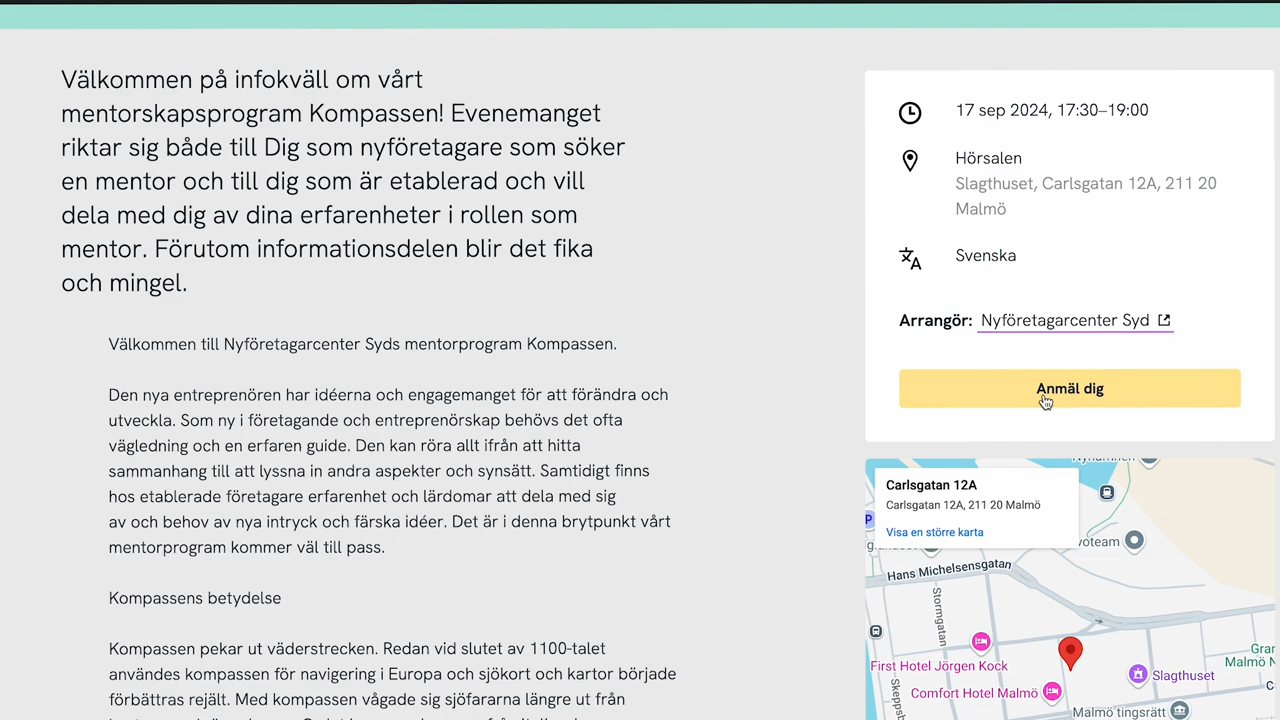 Välkommen på infokväll om vårt
mentorskapsprogram Kompassen! Evenemanget
riktar sig både till Dig som nyföretagare som söker
en mentor och till dig som är etablerad och vill
dela med dig av dina erfarenheter i rollen som
mentor. Förutom informationsdelen blir det fika
och mingel.
Välkommen till Nyföretagarcenter Syds mentorprogram Kompassen.
Den nya entreprenören har idéerna och engagemanget för att förändra och
utveckla. Som ny i företagande och entreprenörskap behövs det ofta
vägledning och en erfaren guide. Den kan röra allt ifrån att hitta
sammanhang till att lyssna in andra aspekter och synsätt. Samtidigt finns
hos etablerade företagare erfarenhet och lärdomar att dela med sig
av och behov av nya intryck och färska idéer. Det är i denna brytpunkt vårt
mentorprogram kommer väl till pass.
Kompassens betydelse
Kompassen pekar ut väderstrecken. Redan vid slutet av 1100-talet
användes kompassen för navigering i Europa och sjökort och kartor började
förbättras rejält. Med kompassen vågade sig sjöfararna längre ut från
17 sep 2024, 17:30–19:00
Hörsalen
Slagthuset, Carlsgatan 12A, 211 20
Malmö
Svenska
Arrangör: Nyföretagarcenter Syd
Anmäl dig
Carlsgatan 12A
Carlsgatan 12A, 211 20 Malmö
Visa en större karta
P
voteam
Hans Michelsensgatan
Stormgatan
First Hotel Jörgen Kock
Comfort Hotel Malmö
Skeppsb
Slagthuset
Gran
Malmö N
C
Malmö tingsrätt